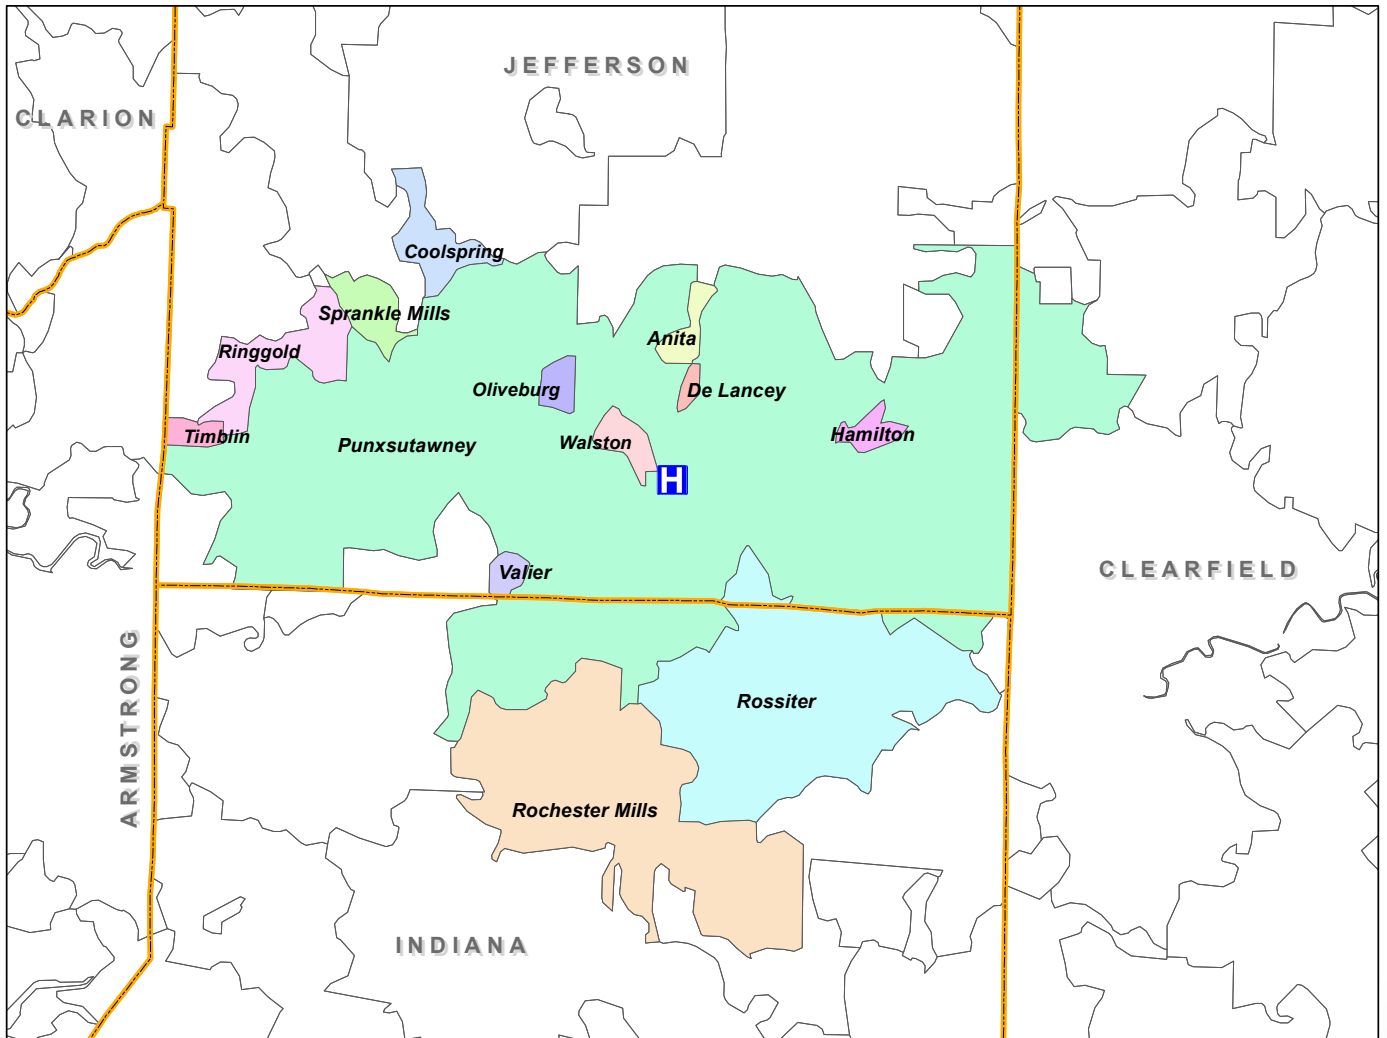 JEFFERSON
CLARION
Coolspring
Sprankle Mills
Anita
Ringgold
Oliveburg
De Lancey
Timblin
Punxsutawney
Walston
Hamilton
H
Valier
CLEARFIELD
ARMSTRONG
Rossiter
Rochester Mills
INDIANA